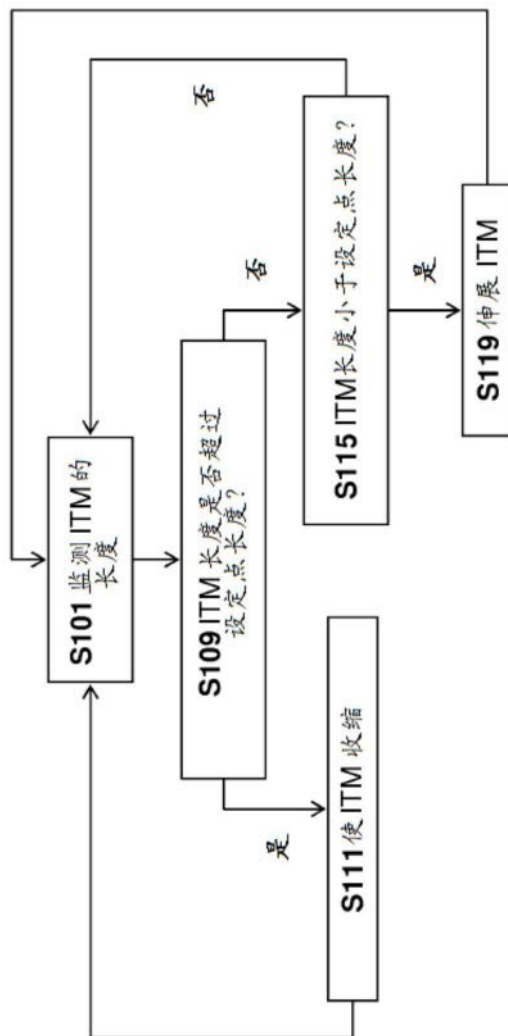 S101 监测 ITM 的
长度
S109 ITM 长度是否超过
设定点长度?
是
否
S111 使 ITM 收缩
S115 ITM 长度小于设定点长度?
否
是
S119 伸展 ITM